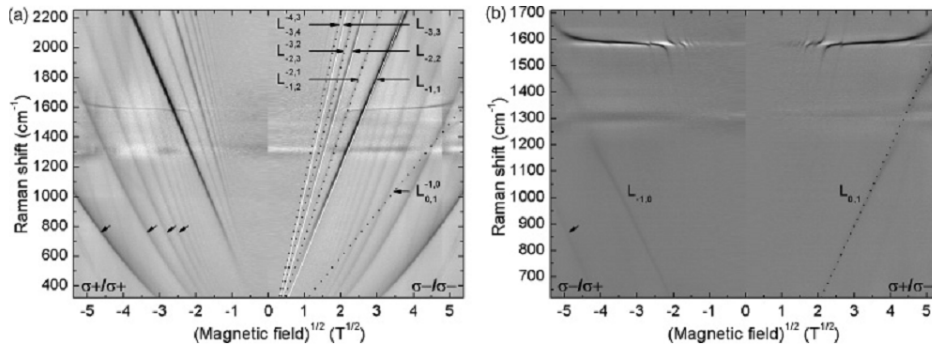 (a)
2200
2000
1800
1600
1400
1200
1000
800
600
400
Raman shift (cm⁻¹)
L₋₃,₄⁻⁴,³
L₋₂,₃⁻³,²
L₋₁,₂⁻²,¹
L₋₃,₃
L₋₂,₂
L₋₁,₁
L₀,₁⁻¹,⁰
σ+/σ+
σ−/σ−
-5 -4 -3 -2 -1 0 1 2 3 4 5
(Magnetic field)¹/² (T¹/²)
(b)
1700
1600
1500
1400
1300
1200
1100
1000
900
800
700
Raman shift (cm⁻¹)
L₋₁,₀
L₀,₁
σ−/σ+
σ+/σ−
-5 -4 -3 -2 -1 0 1 2 3 4 5
(Magnetic field)¹/² (T¹/²)